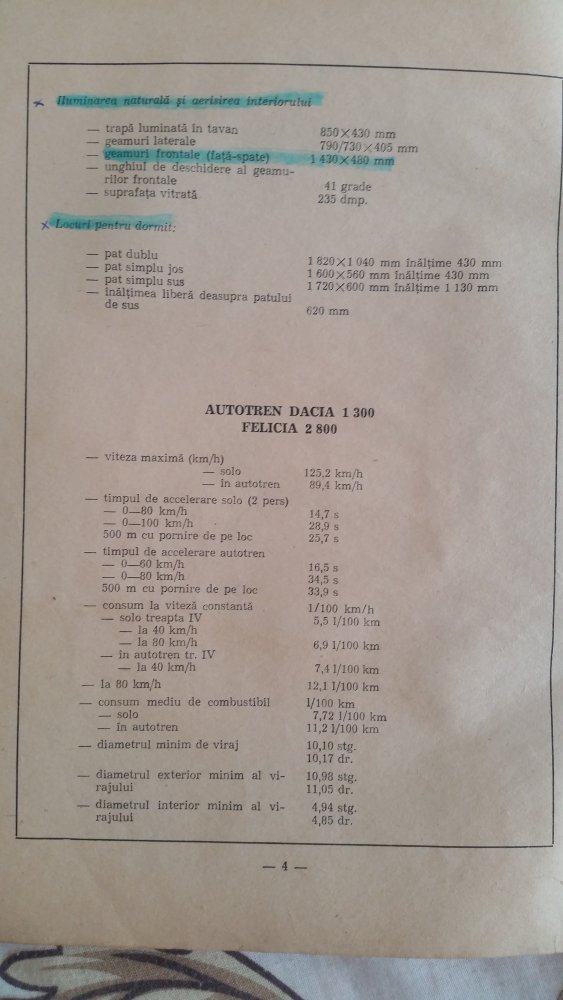 Iluminarea naturală și aerisirea interiorului
— trapă luminată în tavan 850×430 mm
— geamuri laterale 790/730×405 mm
— geamuri frontale (față-spate) 1 430×480 mm
— unghiul de deschidere al geamu-
rilor frontale 41 grade
— suprafața vitrată 235 dmp.
Locuri pentru dormit:
— pat dublu 1 820×1 040 mm înălțime 430 mm
— pat simplu jos 1 600×560 mm înălțime 430 mm
— pat simplu sus 1 720×600 mm înălțime 1 130 mm
— înălțimea liberă deasupra patului
de sus 620 mm
AUTOTREN DACIA 1 300
FELICIA 2 800
— viteza maximă (km/h)
— solo 125,2 km/h
— în autotren 89,4 km/h
— timpul de accelerare solo (2 pers)
— 0—80 km/h 14,7 s
— 0—100 km/h 28,9 s
500 m cu pornire de pe loc 25,7 s
— timpul de accelerare autotren
— 0—60 km/h 16,5 s
— 0—80 km/h 34,5 s
500 m cu pornire de pe loc 33,9 s
— consum la viteză constantă 1/100 km/h
— solo treapta IV 5,5 l/100 km
— la 40 km/h
— la 80 km/h 6,9 l/100 km
— în autotren tr. IV
— la 40 km/h 7,4 l/100 km
— la 80 km/h 12,1 l/100 km
— consum mediu de combustibil l/100 km
— solo 7,72 l/100 km
— în autotren 11,2 l/100 km
— diametrul minim de viraj 10,10 stg.
10,17 dr.
— diametrul exterior minim al vi- 10,98 stg.
rajului 11,05 dr.
— diametrul interior minim al vi- 4,94 stg.
rajului 4,85 dr.
— 4 —